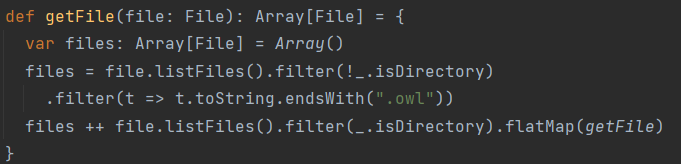 def getFile(file: File): Array[File] = {
  var files: Array[File] = Array()
  files = file.listFiles().filter(!_.isDirectory)
    .filter(t => t.toString.endsWith(".owl"))
  files ++ file.listFiles().filter(_.isDirectory).flatMap(getFile)
}